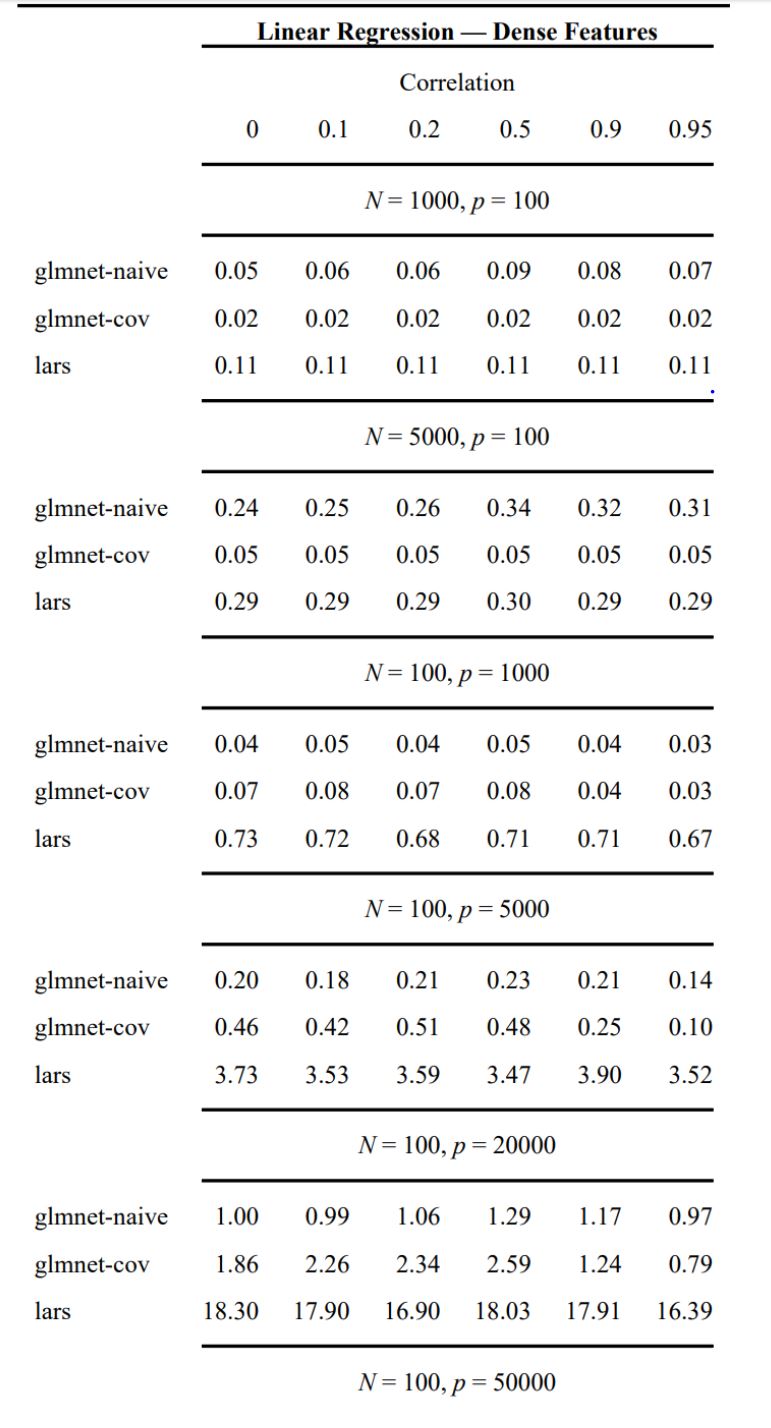 Linear Regression — Dense Features
Correlation
0 0.1 0.2 0.5 0.9 0.95
N = 1000, p = 100
glmnet-naive 0.05 0.06 0.06 0.09 0.08 0.07
glmnet-cov 0.02 0.02 0.02 0.02 0.02 0.02
lars 0.11 0.11 0.11 0.11 0.11 0.11
N = 5000, p = 100
glmnet-naive 0.24 0.25 0.26 0.34 0.32 0.31
glmnet-cov 0.05 0.05 0.05 0.05 0.05 0.05
lars 0.29 0.29 0.29 0.30 0.29 0.29
N = 100, p = 1000
glmnet-naive 0.04 0.05 0.04 0.05 0.04 0.03
glmnet-cov 0.07 0.08 0.07 0.08 0.04 0.03
lars 0.73 0.72 0.68 0.71 0.71 0.67
N = 100, p = 5000
glmnet-naive 0.20 0.18 0.21 0.23 0.21 0.14
glmnet-cov 0.46 0.42 0.51 0.48 0.25 0.10
lars 3.73 3.53 3.59 3.47 3.90 3.52
N = 100, p = 20000
glmnet-naive 1.00 0.99 1.06 1.29 1.17 0.97
glmnet-cov 1.86 2.26 2.34 2.59 1.24 0.79
lars 18.30 17.90 16.90 18.03 17.91 16.39
N = 100, p = 50000